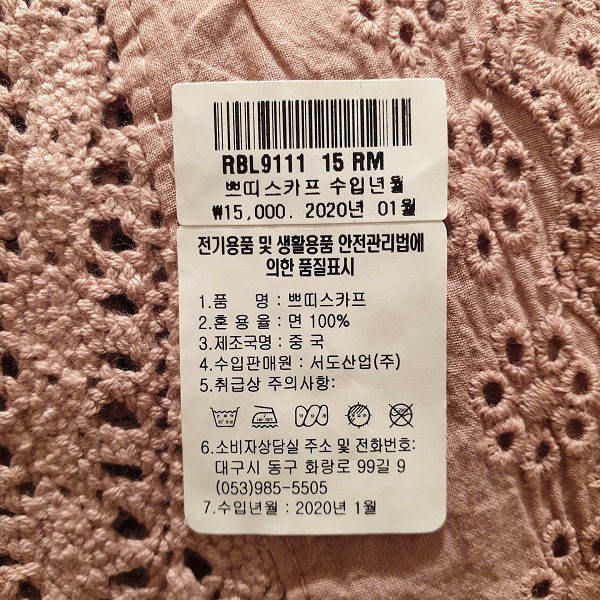 RBL9111 15 RM
쁘띠스카프 수입년월
₩15,000. 2020년 01월
전기용품 및 생활용품 안전관리법에
의한 품질표시
1.품 명 : 쁘띠스카프
2.혼 용 율 : 면 100%
3.제조국명 : 중 국
4.수입판매원 : 서도산업(주)
5.취급상 주의사항:
6.소비자상담실 주소 및 전화번호:
대구시 동구 화랑로 99길 9
(053)985-5505
7.수입년월 : 2020년 1월